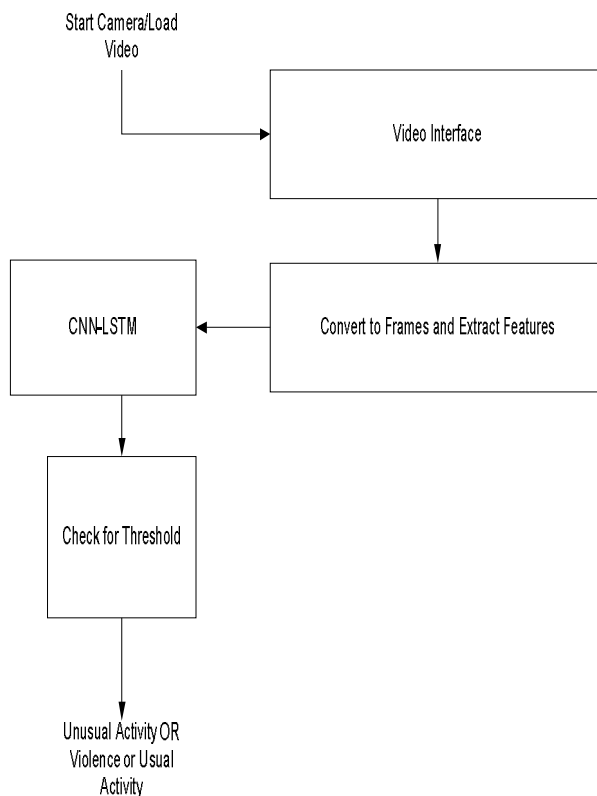 Start Camera/Load
Video
Video Interface
Convert to Frames and Extract Features
CNN-LSTM
Check for Threshold
Unusual Activity OR
Violence or Usual
Activity